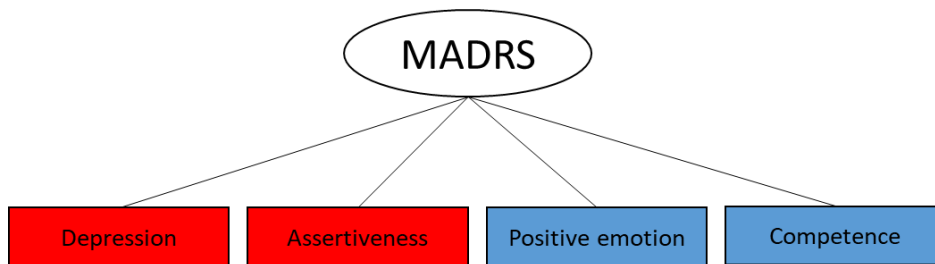 MADRS
Depression
Assertiveness
Positive emotion
Competence